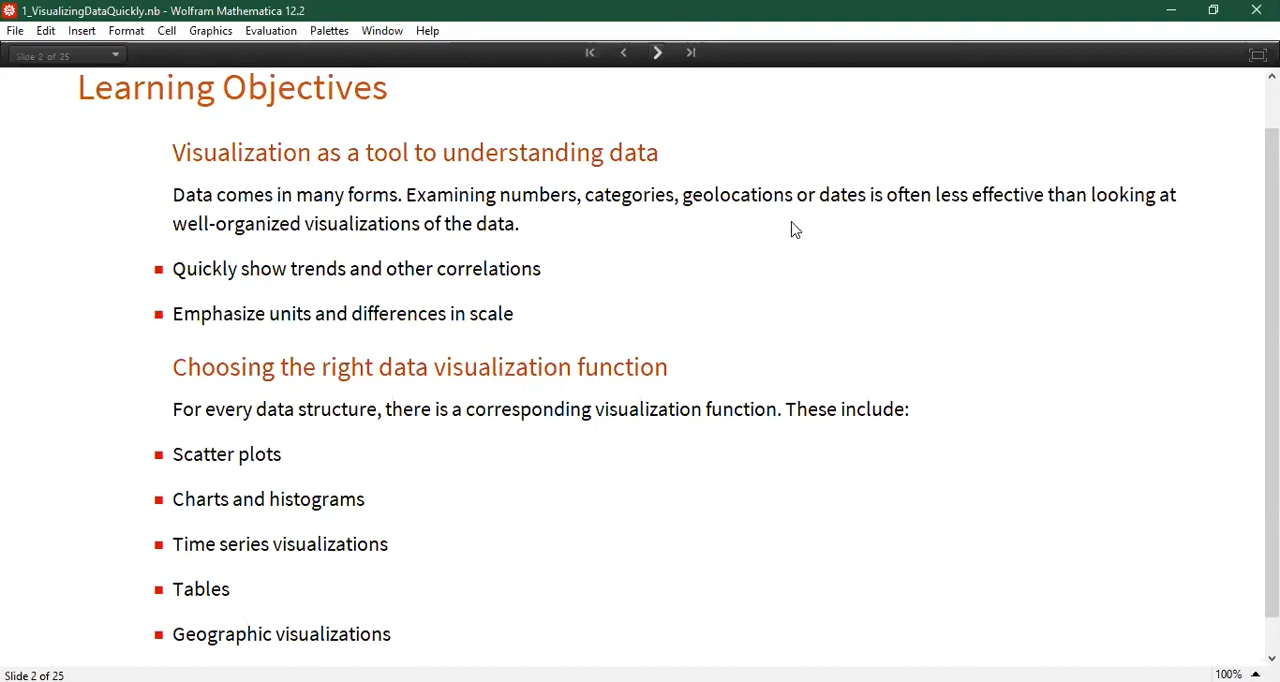 1_VisualizingDataQuickly.nb - Wolfram Mathematica 12.2
File Edit Insert Format Cell Graphics Evaluation Palettes Window Help
Slide 2 of 25
Learning Objectives
Visualization as a tool to understanding data
Data comes in many forms. Examining numbers, categories, geolocations or dates is often less effective than looking at
well-organized visualizations of the data.
Quickly show trends and other correlations
Emphasize units and differences in scale
Choosing the right data visualization function
For every data structure, there is a corresponding visualization function. These include:
Scatter plots
Charts and histograms
Time series visualizations
Tables
Geographic visualizations
Slide 2 of 25 100%